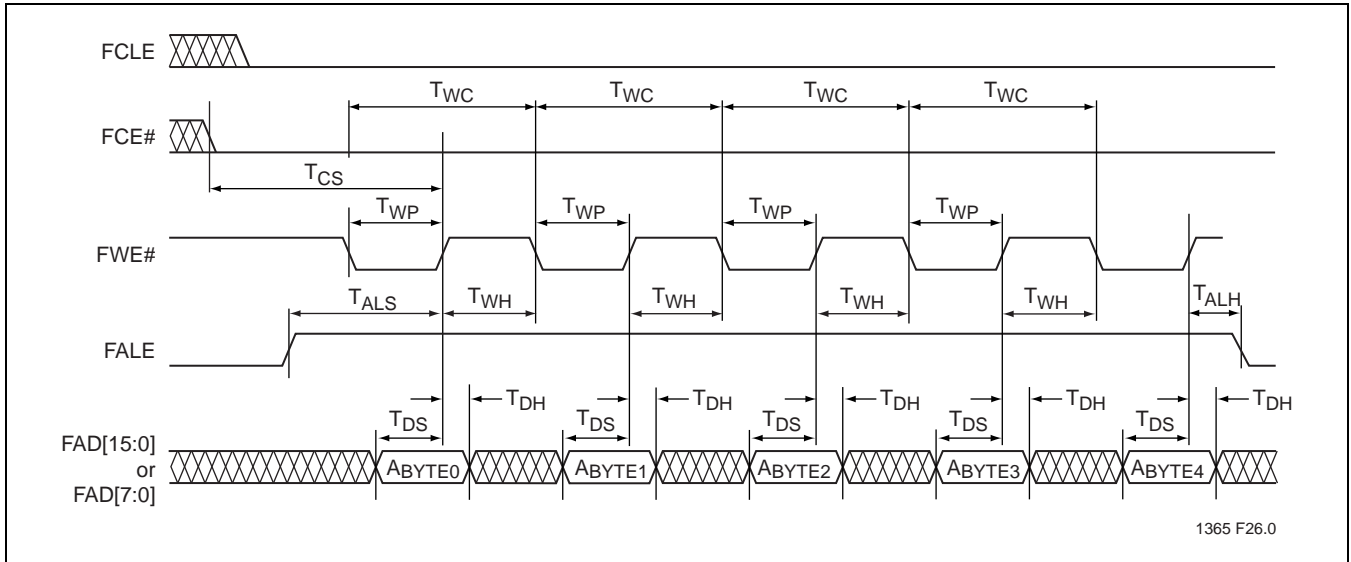 FCLE
TWC TWC TWC TWC
FCE#
TCS
TWP TWP TWP TWP
FWE#
TALS TWH TWH TWH TWH TALH
FALE
TDH TDH TDH TDH TDH
TDS TDS TDS TDS TDS
FAD[15:0]
or
FAD[7:0]
ABYTE0 ABYTE1 ABYTE2 ABYTE3 ABYTE4
1365 F26.0